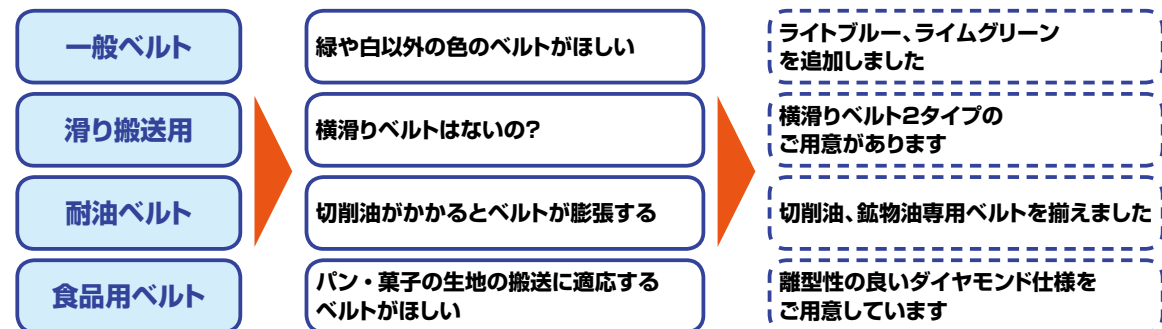 一般ベルト
緑や白以外の色のベルトがほしい
ライトブルー、ライムグリーン
を追加しました
滑り搬送用
横滑りベルトはないの?
横滑りベルト2タイプの
ご用意があります
耐油ベルト
切削油がかかるとベルトが膨張する
切削油、鉱物油専用ベルトを揃えました
食品用ベルト
パン・菓子の生地の搬送に適応する
ベルトがほしい
離型性の良いダイヤモンド仕様を
ご用意しています